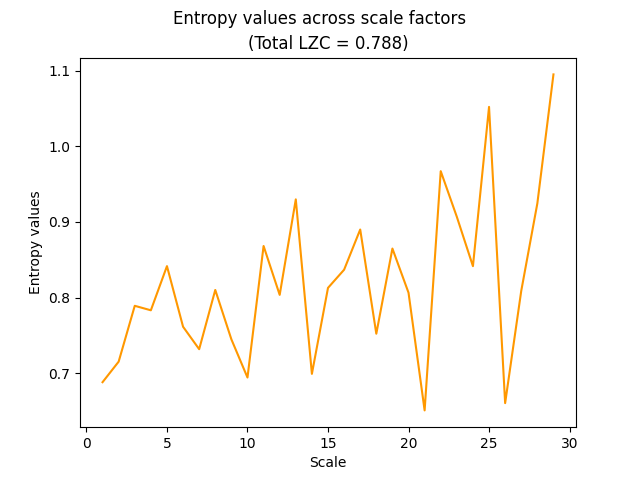 Entropy values across scale factors
(Total LZC = 0.788)
1.1
1.0
0.9
0.8
0.7
Entropy values
0 5 10 15 20 25 30
Scale